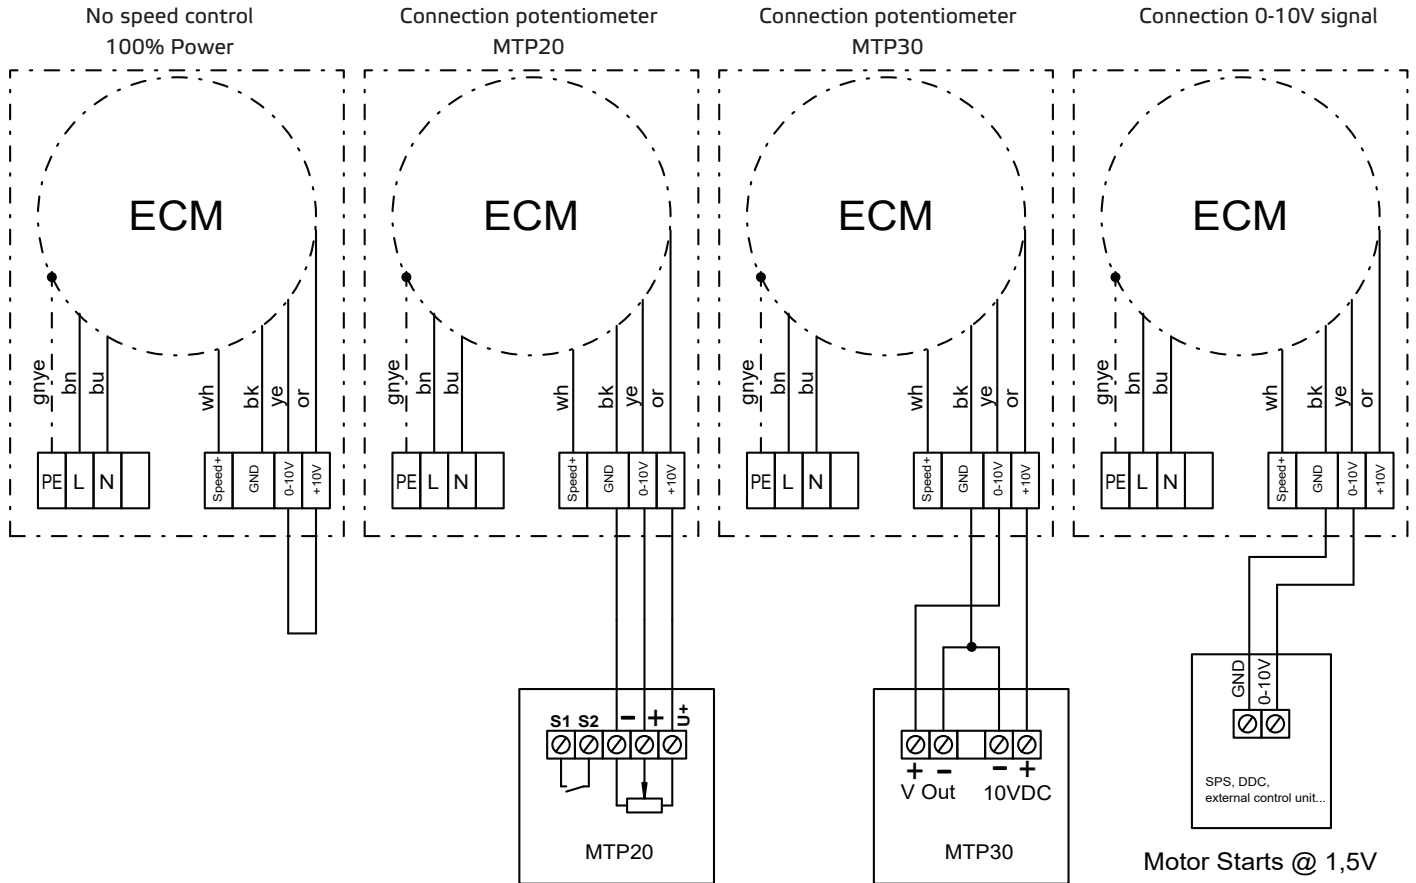 No speed control
100% Power
Connection potentiometer
MTP20
Connection potentiometer
MTP30
Connection 0-10V signal
ECM
gnye
bn
bu
wh
bk
ye
or
PE L N
Speed+
GND
0-10V
+10V
ECM
gnye
bn
bu
wh
bk
ye
or
PE L N
Speed+
GND
0-10V
+10V
ECM
gnye
bn
bu
wh
bk
ye
or
PE L N
Speed+
GND
0-10V
+10V
ECM
gnye
bn
bu
wh
bk
ye
or
PE L N
Speed+
GND
0-10V
+10V
S1 S2 − + U+
MTP20
+ − − +
V Out 10VDC
MTP30
GND
0-10V
SPS, DDC,
external control unit...
Motor Starts @ 1,5V